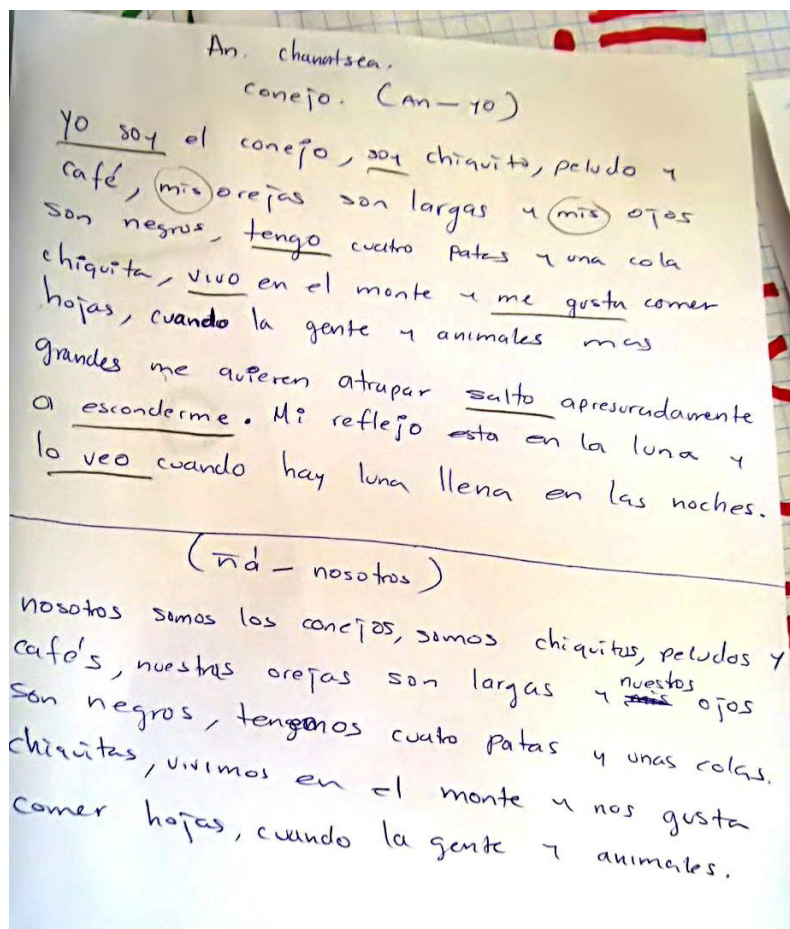 An. chanatsea.
conejo. (An - yo)
yo soy el conejo, soy chiquito, peludo y
café, mis orejas son largas y mis ojos
son negros, tengo cuatro patas y una cola
chiquita, vivo en el monte y me gusta comer
hojas, cuando la gente y animales mas
grandes me quieren atrapar salto apresuradamente
a esconderme. Mi reflejo esta en la luna y
lo veo cuando hay luna llena en las noches.
(ñá - nosotros)
nosotros somos los conejos, somos chiquitos, peludos y
café's, nuestras orejas son largas y nuestos ojos
son negros, tengamos cuatro patas y unas colas.
chiquitas, vivimos en el monte y nos gusta
comer hojas, cuando la gente y animales.